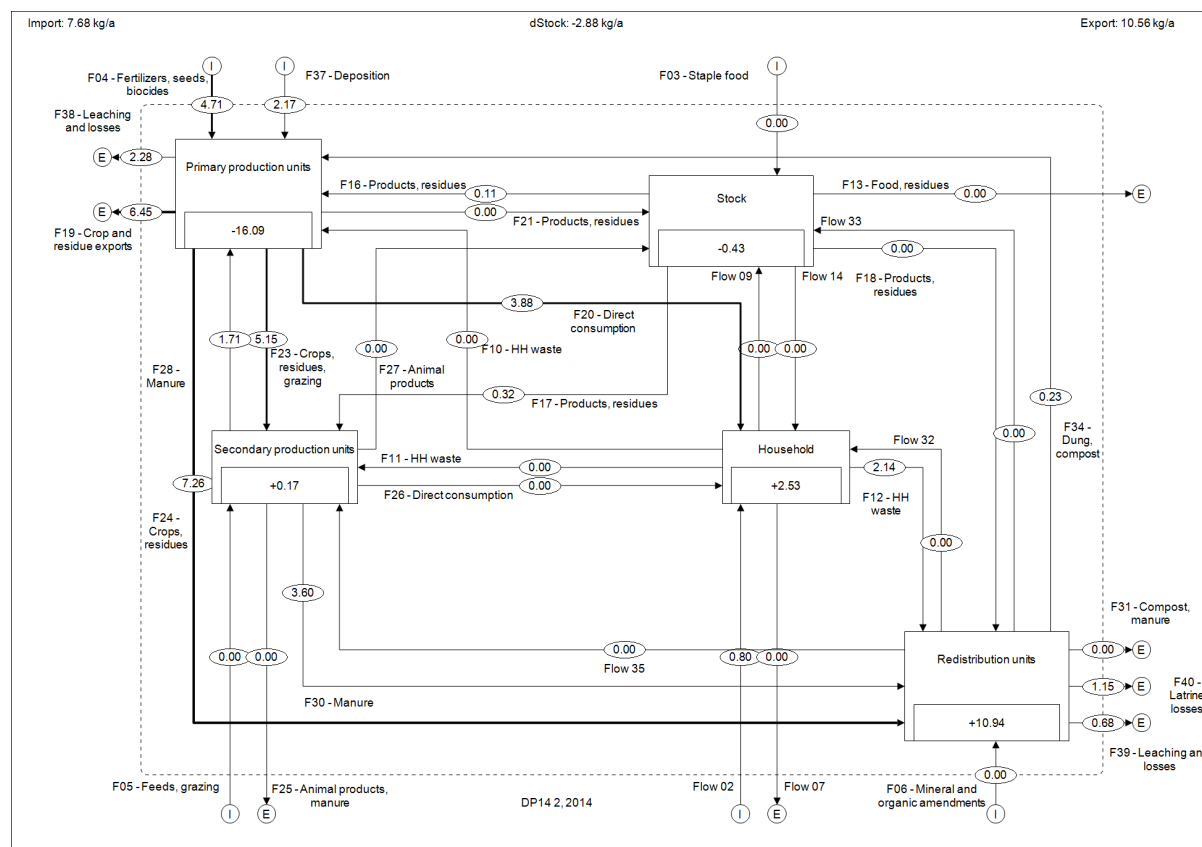 Import: 7.68 kg/a
dStock: -2.88 kg/a
Export: 10.56 kg/a
I
I
I
F04 - Fertilizers, seeds,
biocides
F37 - Deposition
F03 - Staple food
4.71
2.17
F38 - Leaching
and losses
0.00
E
2.28
Primary production units
F16 - Products, residues
0.11
Stock
F13 - Food, residues
0.00
E
E
6.45
0.00
F21 - Products, residues
Flow 33
F19 - Crop and
residue exports
-16.09
-0.43
0.00
Flow 09
Flow 14
F18 - Products,
residues
3.88
F20 - Direct
consumption
1.71
5.15
0.00
0.00
F10 - HH waste
0.00
0.00
F23 - Crops,
residues,
grazing
F28 -
Manure
F27 - Animal
products
0.32
F17 - Products, residues
0.23
0.00
F34 -
Dung,
compost
Secondary production units
Household
Flow 32
F11 - HH waste
0.00
2.14
7.26
+0.17
0.00
F26 - Direct consumption
+2.53
F12 - HH
waste
F24 -
Crops,
residues
0.00
3.60
F31 - Compost,
manure
0.00
0.00
0.00
0.80
0.00
Redistribution units
0.00
E
Flow 35
1.15
E
F40 -
Latrine
losses
F30 - Manure
+10.94
0.68
E
F39 - Leaching an
losses
0.00
F05 - Feeds, grazing
F25 - Animal products,
manure
Flow 02
Flow 07
F06 - Mineral and
organic amendments
DP14 2, 2014
I
E
I
E
I